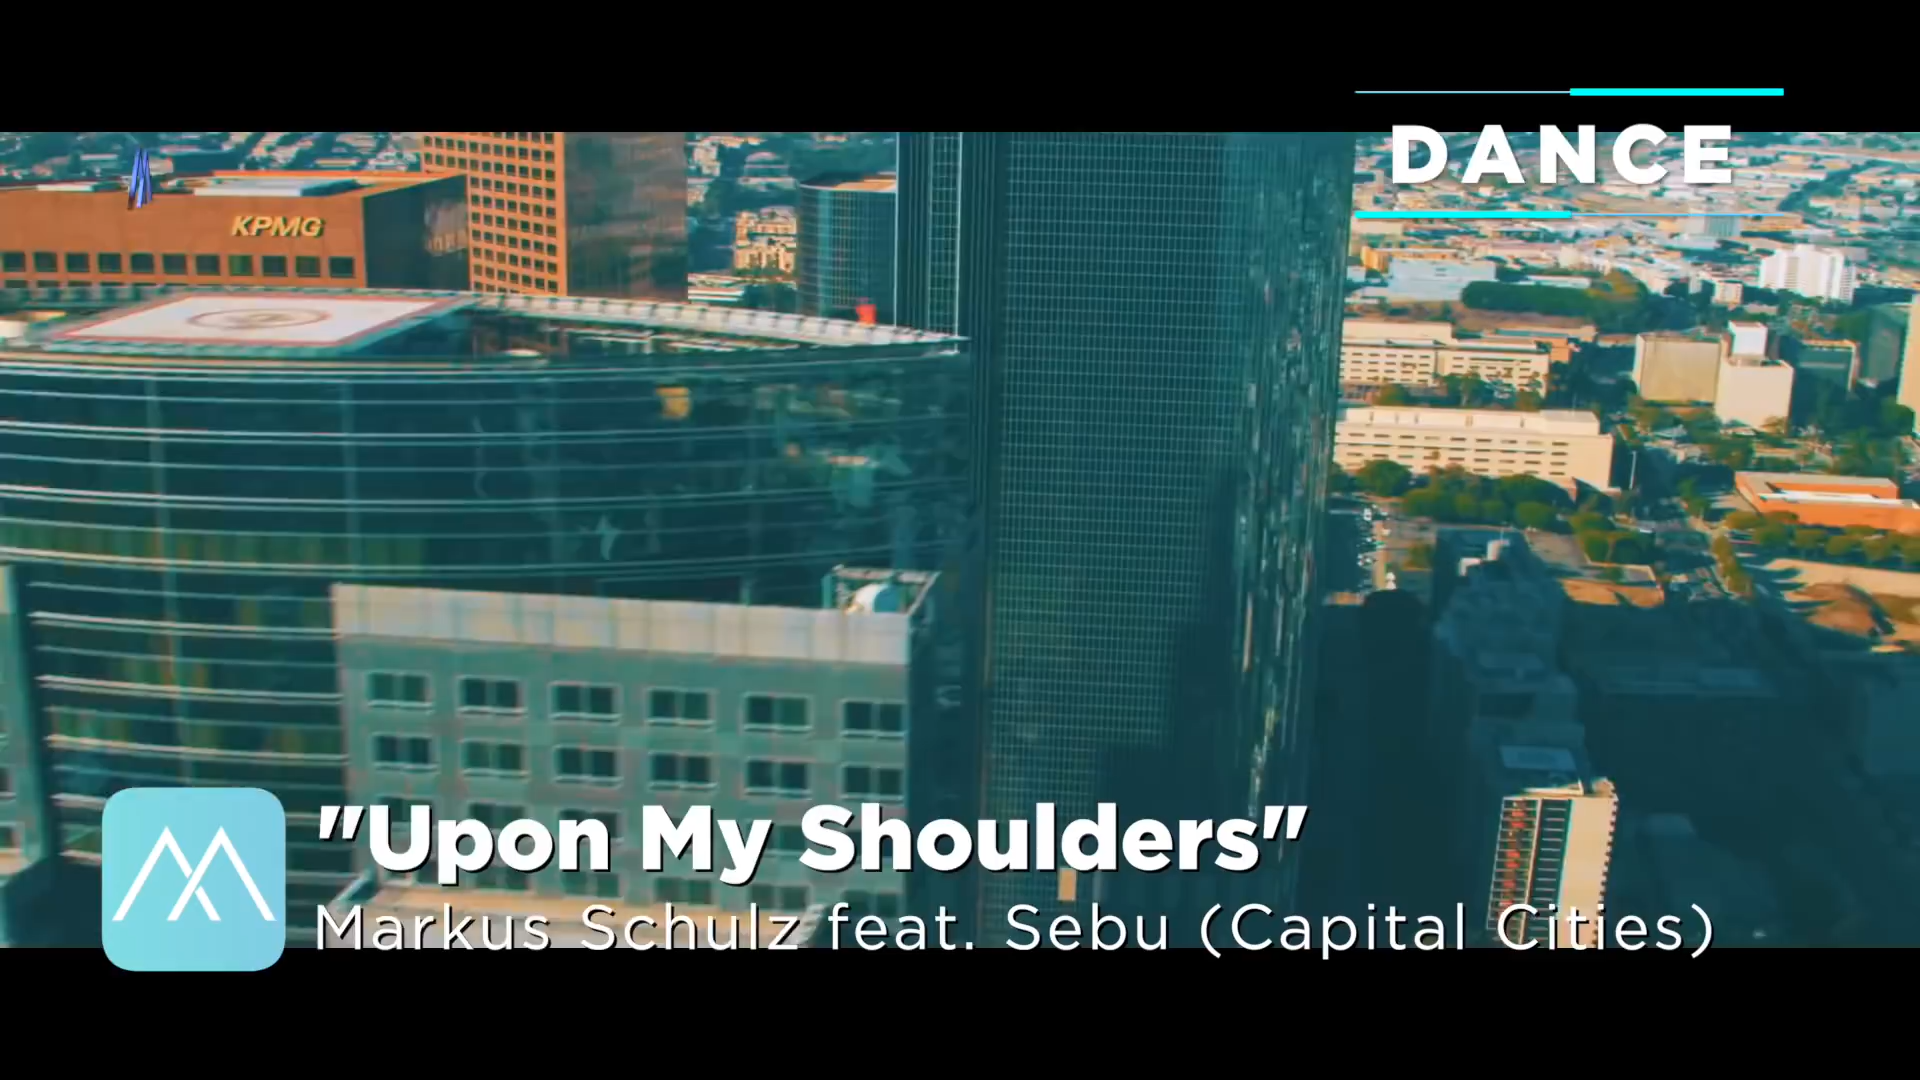 DANCE
KPMG
"Upon My Shoulders"
Markus Schulz feat. Sebu (Capital Cities)